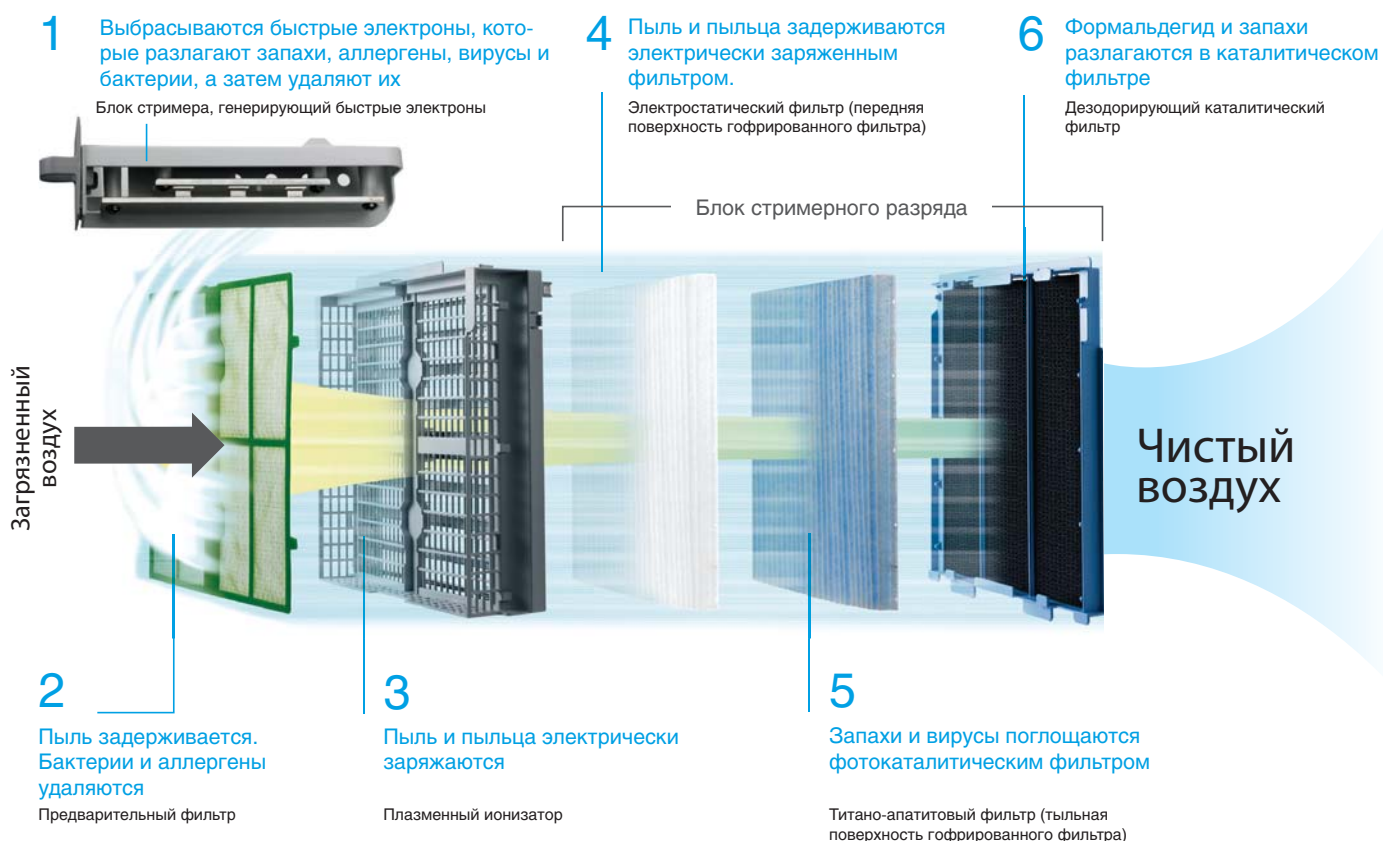 1
Выбрасываются быстрые электроны, кото-
рые разлагают запахи, аллергены, вирусы и
бактерии, а затем удаляют их
Блок стримера, генерирующий быстрые электроны
4
Пыль и пыльца задерживаются
электрически заряженным
фильтром.
Электростатический фильтр (передняя
поверхность гофрированного фильтра)
6
Формальдегид и запахи
разлагаются в каталитическом
фильтре
Дезодорирующий каталитический
фильтр
Блок стримерного разряда
Загрязненный
воздух
Чистый
воздух
2
Пыль задерживается.
Бактерии и аллергены
удаляются
Предварительный фильтр
3
Пыль и пыльца электрически
заряжаются
Плазменный ионизатор
5
Запахи и вирусы поглощаются
фотокаталитическим фильтром
Титано-апатитовый фильтр (тыльная
поверхность гофрированного фильтра)